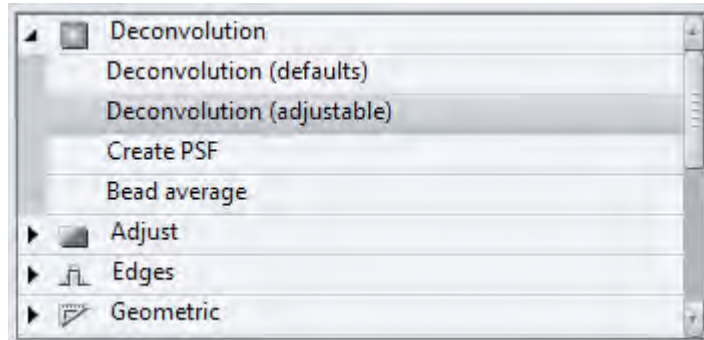 Deconvolution
Deconvolution (defaults)
Deconvolution (adjustable)
Create PSF
Bead average
Adjust
Edges
Geometric